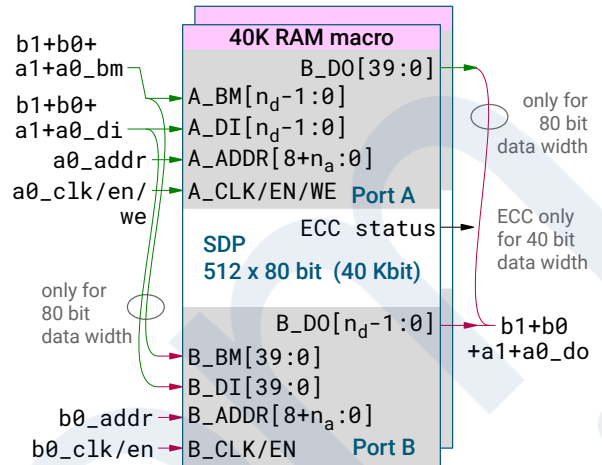 40K RAM macro
b1+b0+
a1+a0_bm
b1+b0+
a1+a0_di
a0_addr
a0_clk/en/
we
B_DO[39:0]
A_BM[nd-1:0]
A_DI[nd-1:0]
A_ADDR[8+na:0]
A_CLK/EN/WE
Port A
only for
80 bit
data width
ECC status
ECC only
for 40 bit
data width
SDP
512 x 80 bit (40 Kbit)
only for
80 bit
data width
B_DO[nd-1:0]
b1+b0
+a1+a0_do
B_BM[39:0]
B_DI[39:0]
b0_addr
B_ADDR[8+na:0]
b0_clk/en
B_CLK/EN
Port B